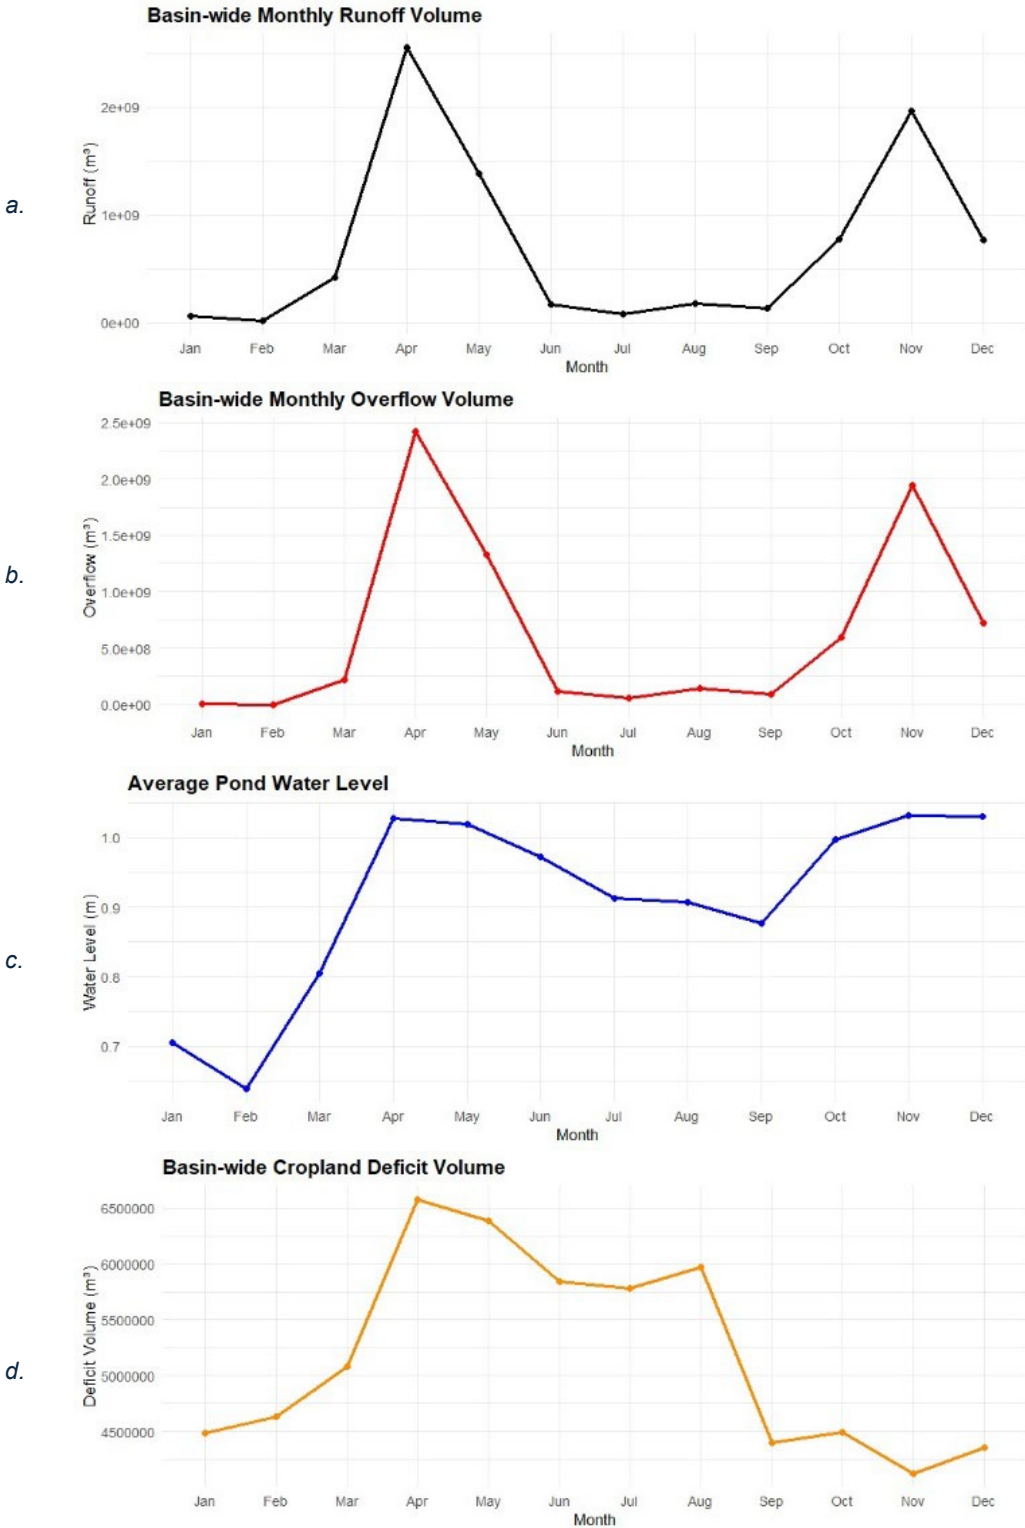 Basin-wide Monthly Runoff Volume
a.
Runoff (m³)
2e+09
1e+09
0e+00
Jan Feb Mar Apr May Jun Jul Aug Sep Oct Nov Dec
Month
Basin-wide Monthly Overflow Volume
b.
Overflow (m³)
2.5e+09
2.0e+09
1.5e+09
1.0e+09
5.0e+08
0.0e+00
Jan Feb Mar Apr May Jun Jul Aug Sep Oct Nov Dec
Month
Average Pond Water Level
c.
Water Level (m)
1.0
0.9
0.8
0.7
Jan Feb Mar Apr May Jun Jul Aug Sep Oct Nov Dec
Month
Basin-wide Cropland Deficit Volume
d.
Deficit Volume (m³)
6500000
6000000
5500000
5000000
4500000
Jan Feb Mar Apr May Jun Jul Aug Sep Oct Nov Dec
Month